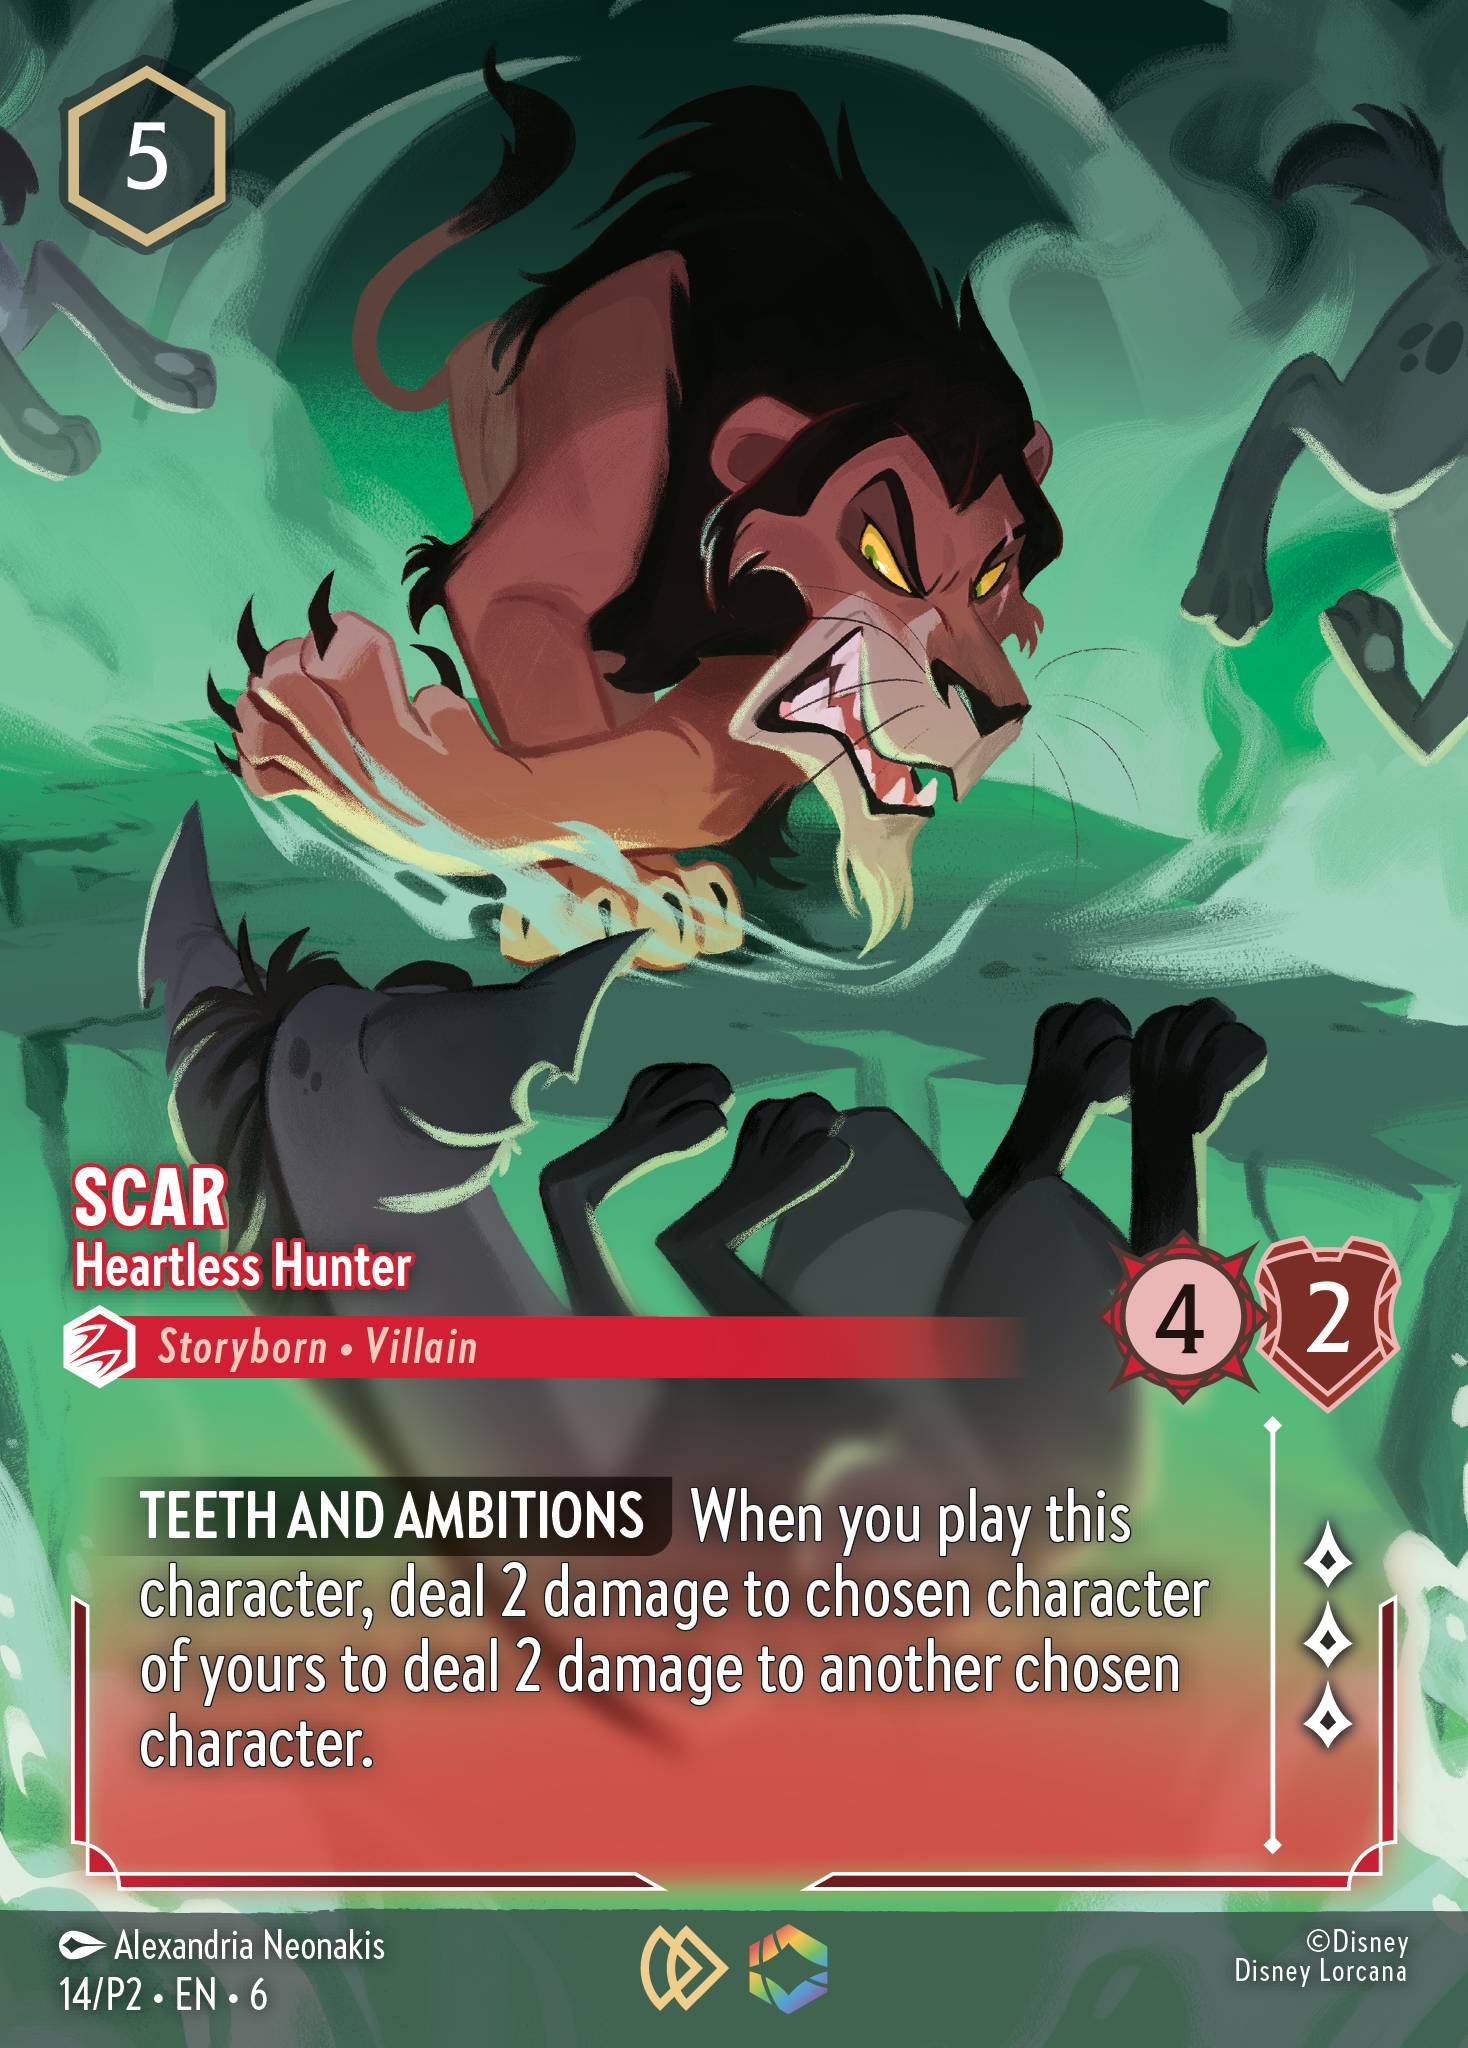 5
SCAR
Heartless Hunter
Storyborn • Villain
4
2
TEETH AND AMBITIONS When you play this
character, deal 2 damage to chosen character
of yours to deal 2 damage to another chosen
character.
Alexandria Neonakis
14/P2 • EN • 6
©Disney
Disney Lorcana